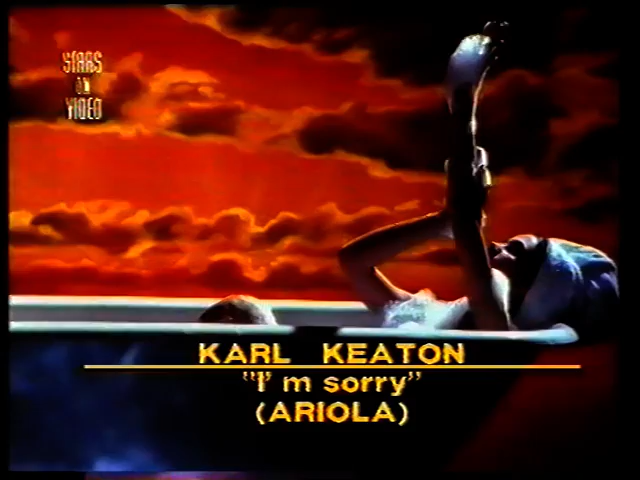 STARS
ON
VIDEO
KARL KEATON
"I'm sorry"
(ARIOLA)